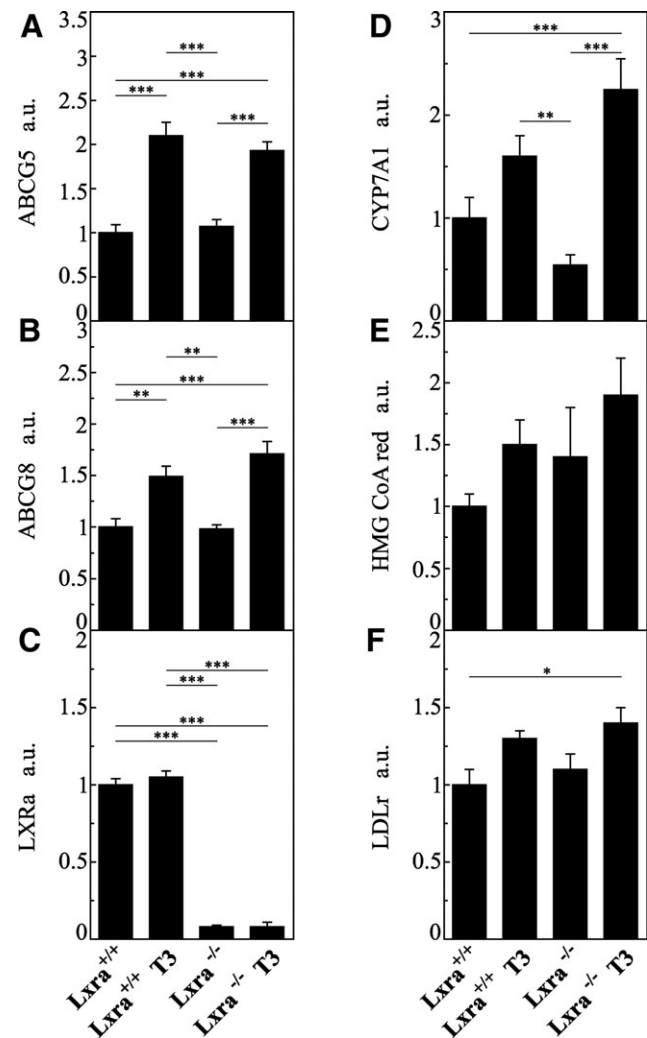 A
***
***
***
***
3
2.5
2
1.5
1
0.5
0
ABCG5 a.u.
B
**
***
**
***
3
2.5
2
1.5
1
0.5
0
ABCG8 a.u.
C
***
***
***
***
2
1.5
1
0.5
0
LXRa a.u.
Lxra +/+
Lxra +/+ T3
Lxra -/-
Lxra -/- T3
D
***
***
**
3
2
1
0
CYP7A1 a.u.
E
2.5
2
1.5
1
0.5
0
HMG CoA red a.u.
F
*
2
1.5
1
0.5
0
LDLr a.u.
Lxra +/+
Lxra +/+ T3
Lxra -/-
Lxra -/- T3